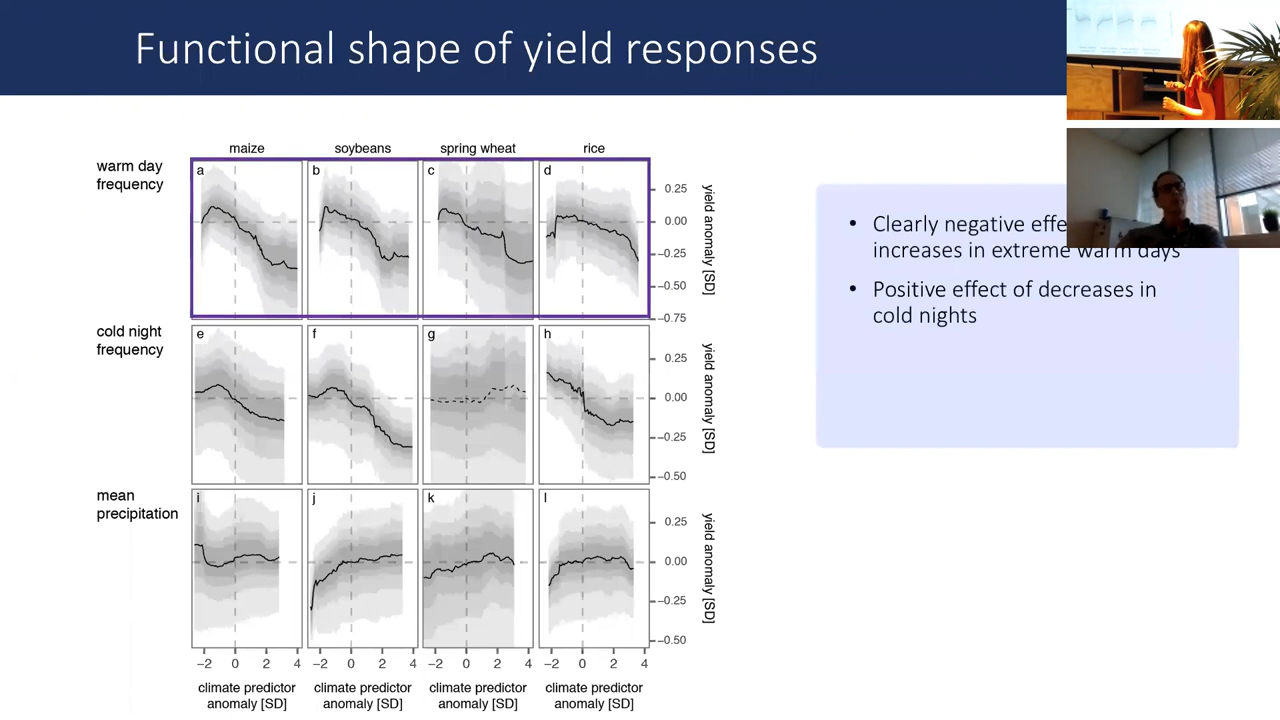 Functional shape of yield responses
maize soybeans spring wheat rice
warm day
frequency
a b c d
0.25
0.00
−0.25
−0.50
−0.75
yield anomaly [SD]
cold night
frequency
e f g h
0.25
0.00
−0.25
−0.50
yield anomaly [SD]
mean
precipitation
i j k l
0.25
0.00
−0.25
−0.50
yield anomaly [SD]
−2 0 2 4 −2 0 2 4 −2 0 2 4 −2 0 2 4
climate predictor climate predictor climate predictor climate predictor
anomaly [SD] anomaly [SD] anomaly [SD] anomaly [SD]
• Clearly negative
increases in extreme warm days
• Positive effect of decreases in
cold nights